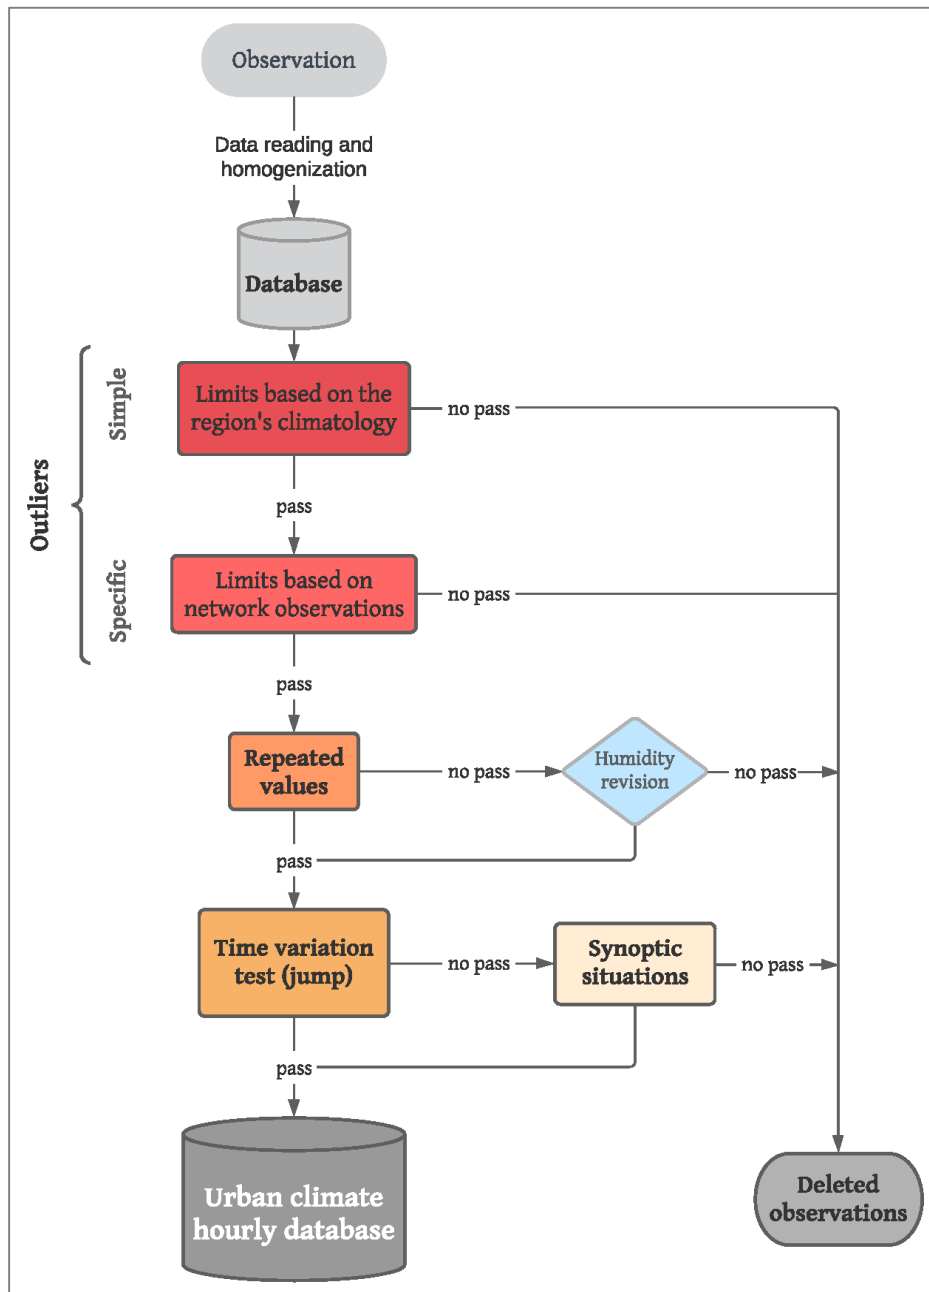 Observation
Data reading and
homogenization
Database
Outliers
Simple
Limits based on the
region's climatology
no pass
pass
Specific
Limits based on
network observations
no pass
pass
Repeated
values
no pass
Humidity
revision
no pass
pass
Time variation
test (jump)
no pass
Synoptic
situations
no pass
pass
Urban climate
hourly database
Deleted
observations